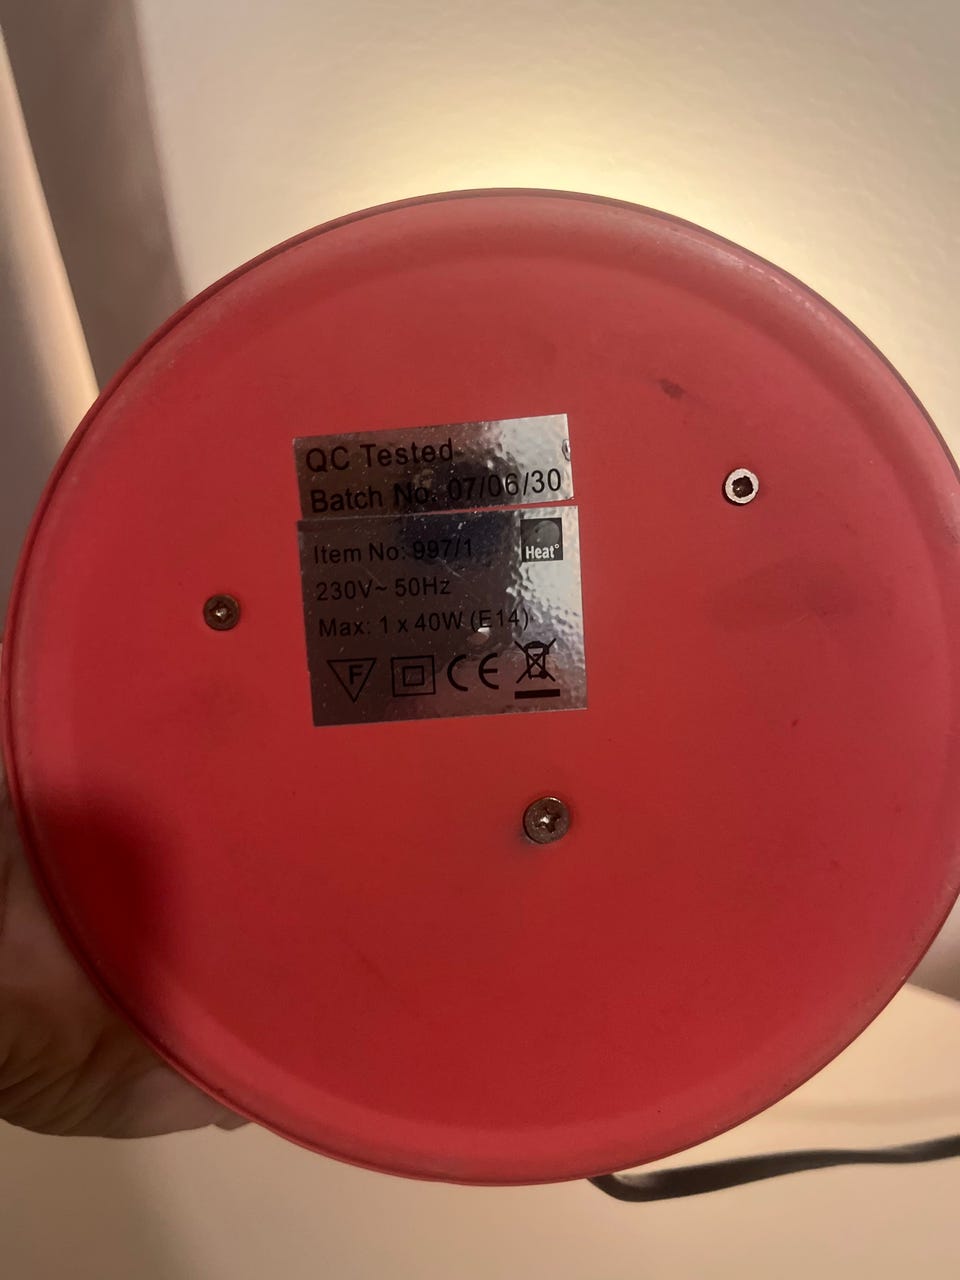 QC Tested
Batch No. 07/06/30
Item No: 997/1
Heat°
230V~ 50Hz
Max: 1 x 40W (E14)
F
CE